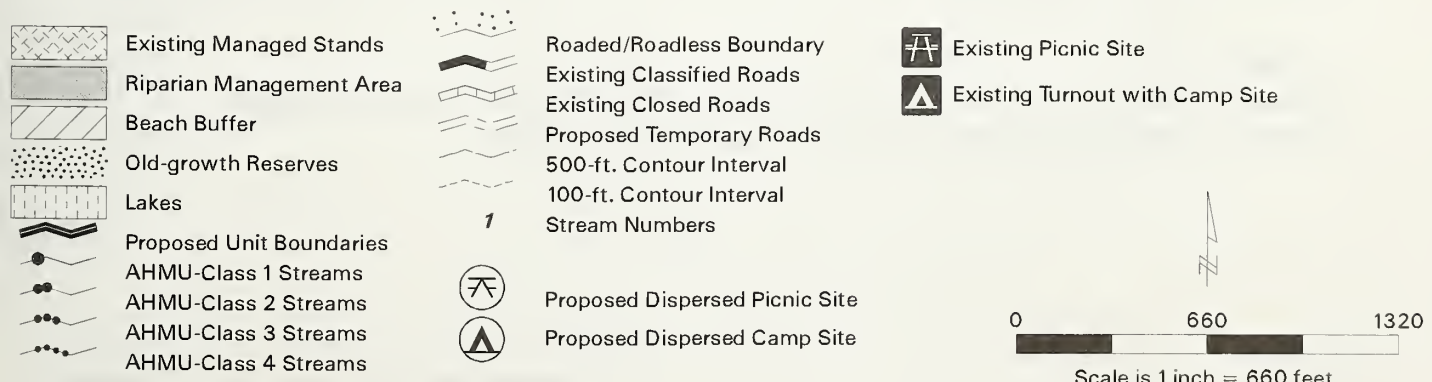 Existing Managed Stands
Riparian Management Area
Beach Buffer
Old-growth Reserves
Lakes
Proposed Unit Boundaries
AHMU-Class 1 Streams
AHMU-Class 2 Streams
AHMU-Class 3 Streams
AHMU-Class 4 Streams
Roaded/Roadless Boundary
Existing Classified Roads
Existing Closed Roads
Proposed Temporary Roads
500-ft. Contour Interval
100-ft. Contour Interval
1 Stream Numbers
Proposed Dispersed Picnic Site
Proposed Dispersed Camp Site
Existing Picnic Site
Existing Turnout with Camp Site
N
0 660 1320
Scale is 1 inch = 660 feet